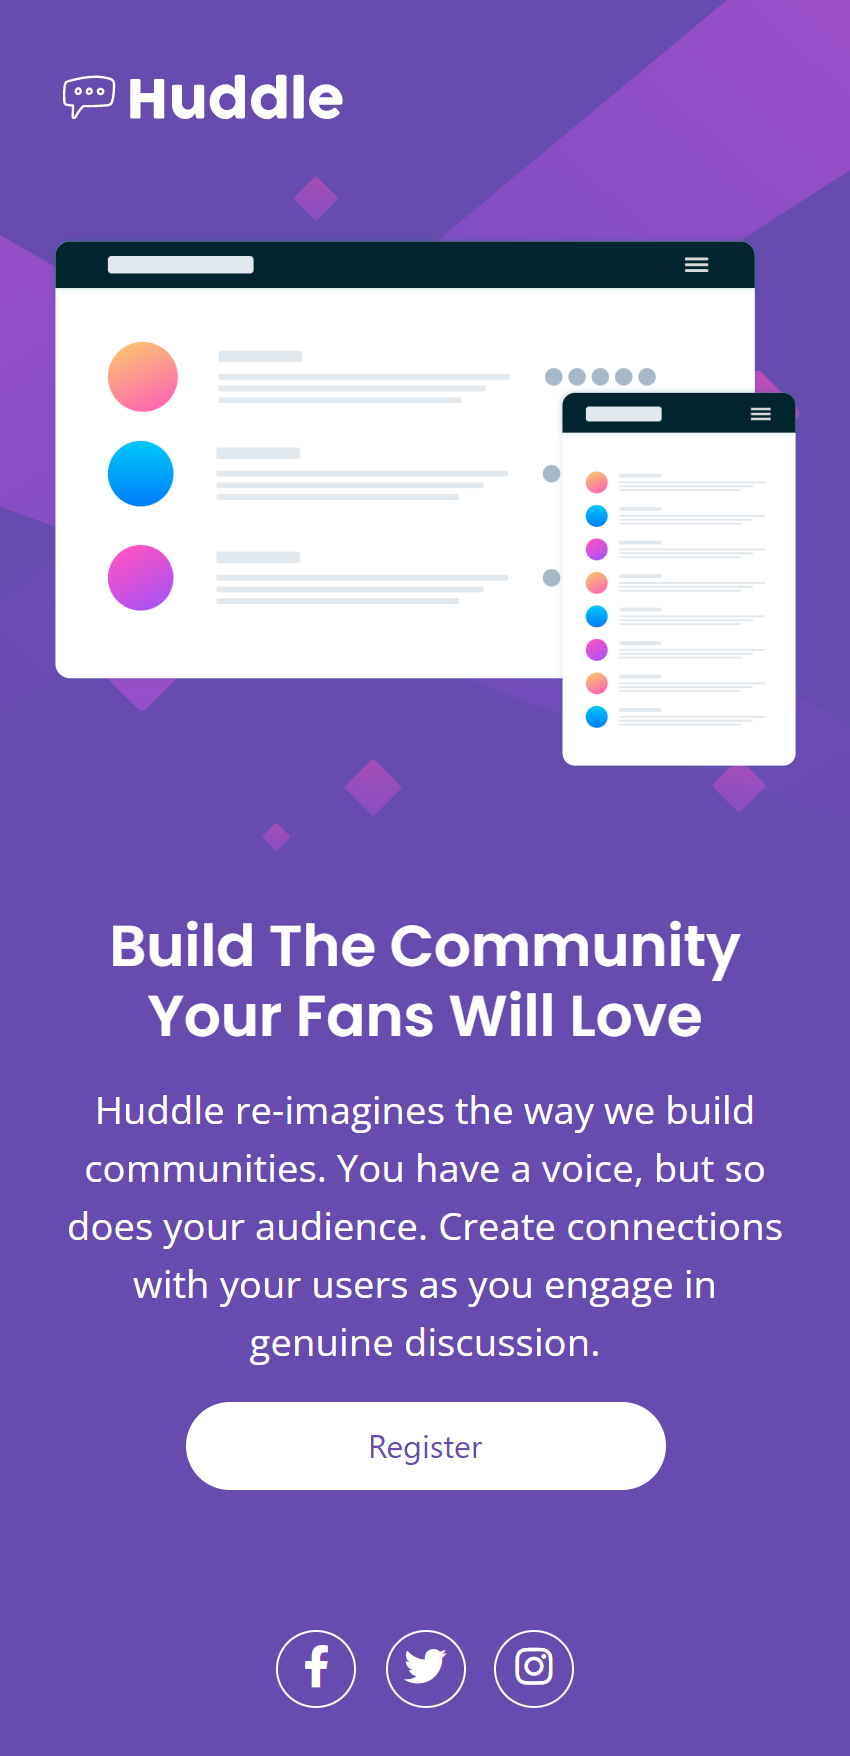 Huddle
Build The Community
Your Fans Will Love
Huddle re-imagines the way we build
communities. You have a voice, but so
does your audience. Create connections
with your users as you engage in
genuine discussion.
Register